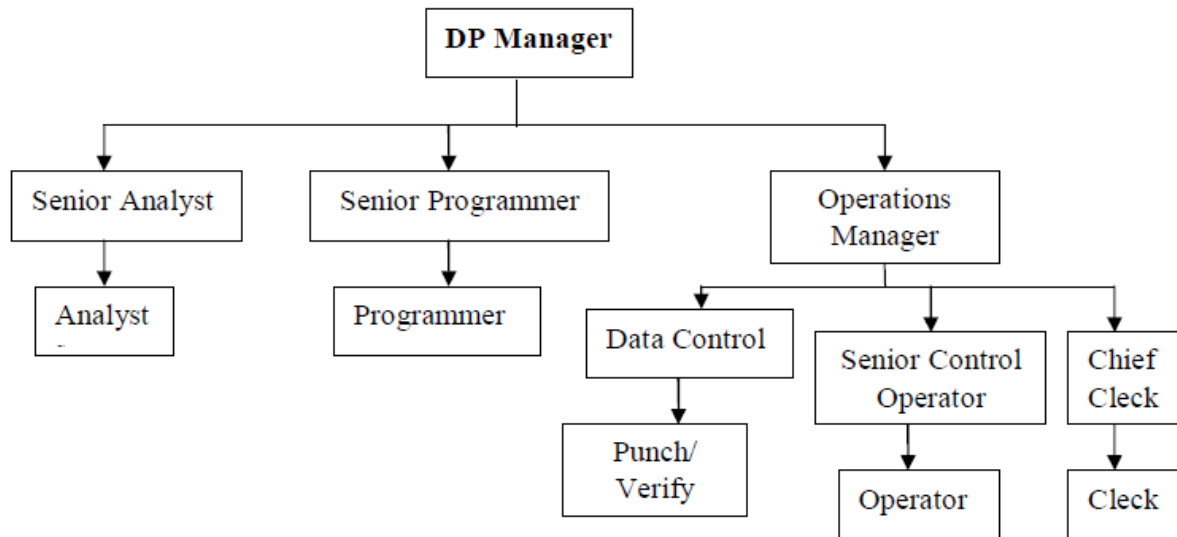 DP Manager
Senior Analyst
Senior Programmer
Operations
Manager
Analyst
Programmer
Data Control
Senior Control
Operator
Chief
Cleck
Punch/
Verify
Operator
Cleck